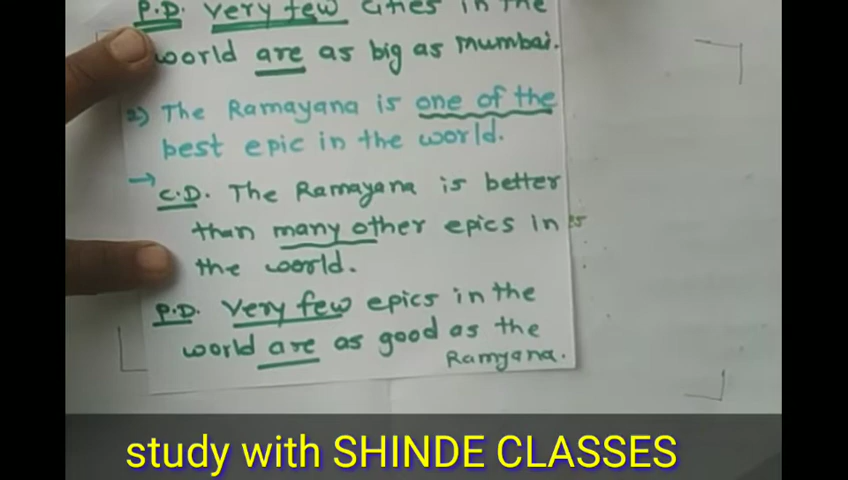 P.D. very few cities in the
world are as big as mumbai.
2) The Ramayana is one of the
best epic in the world.
→ C.D. The Ramayana is better
than many other epics in
the world.
P.D. Very few epics in the
world are as good as the
Ramyana.
study with SHINDE CLASSES